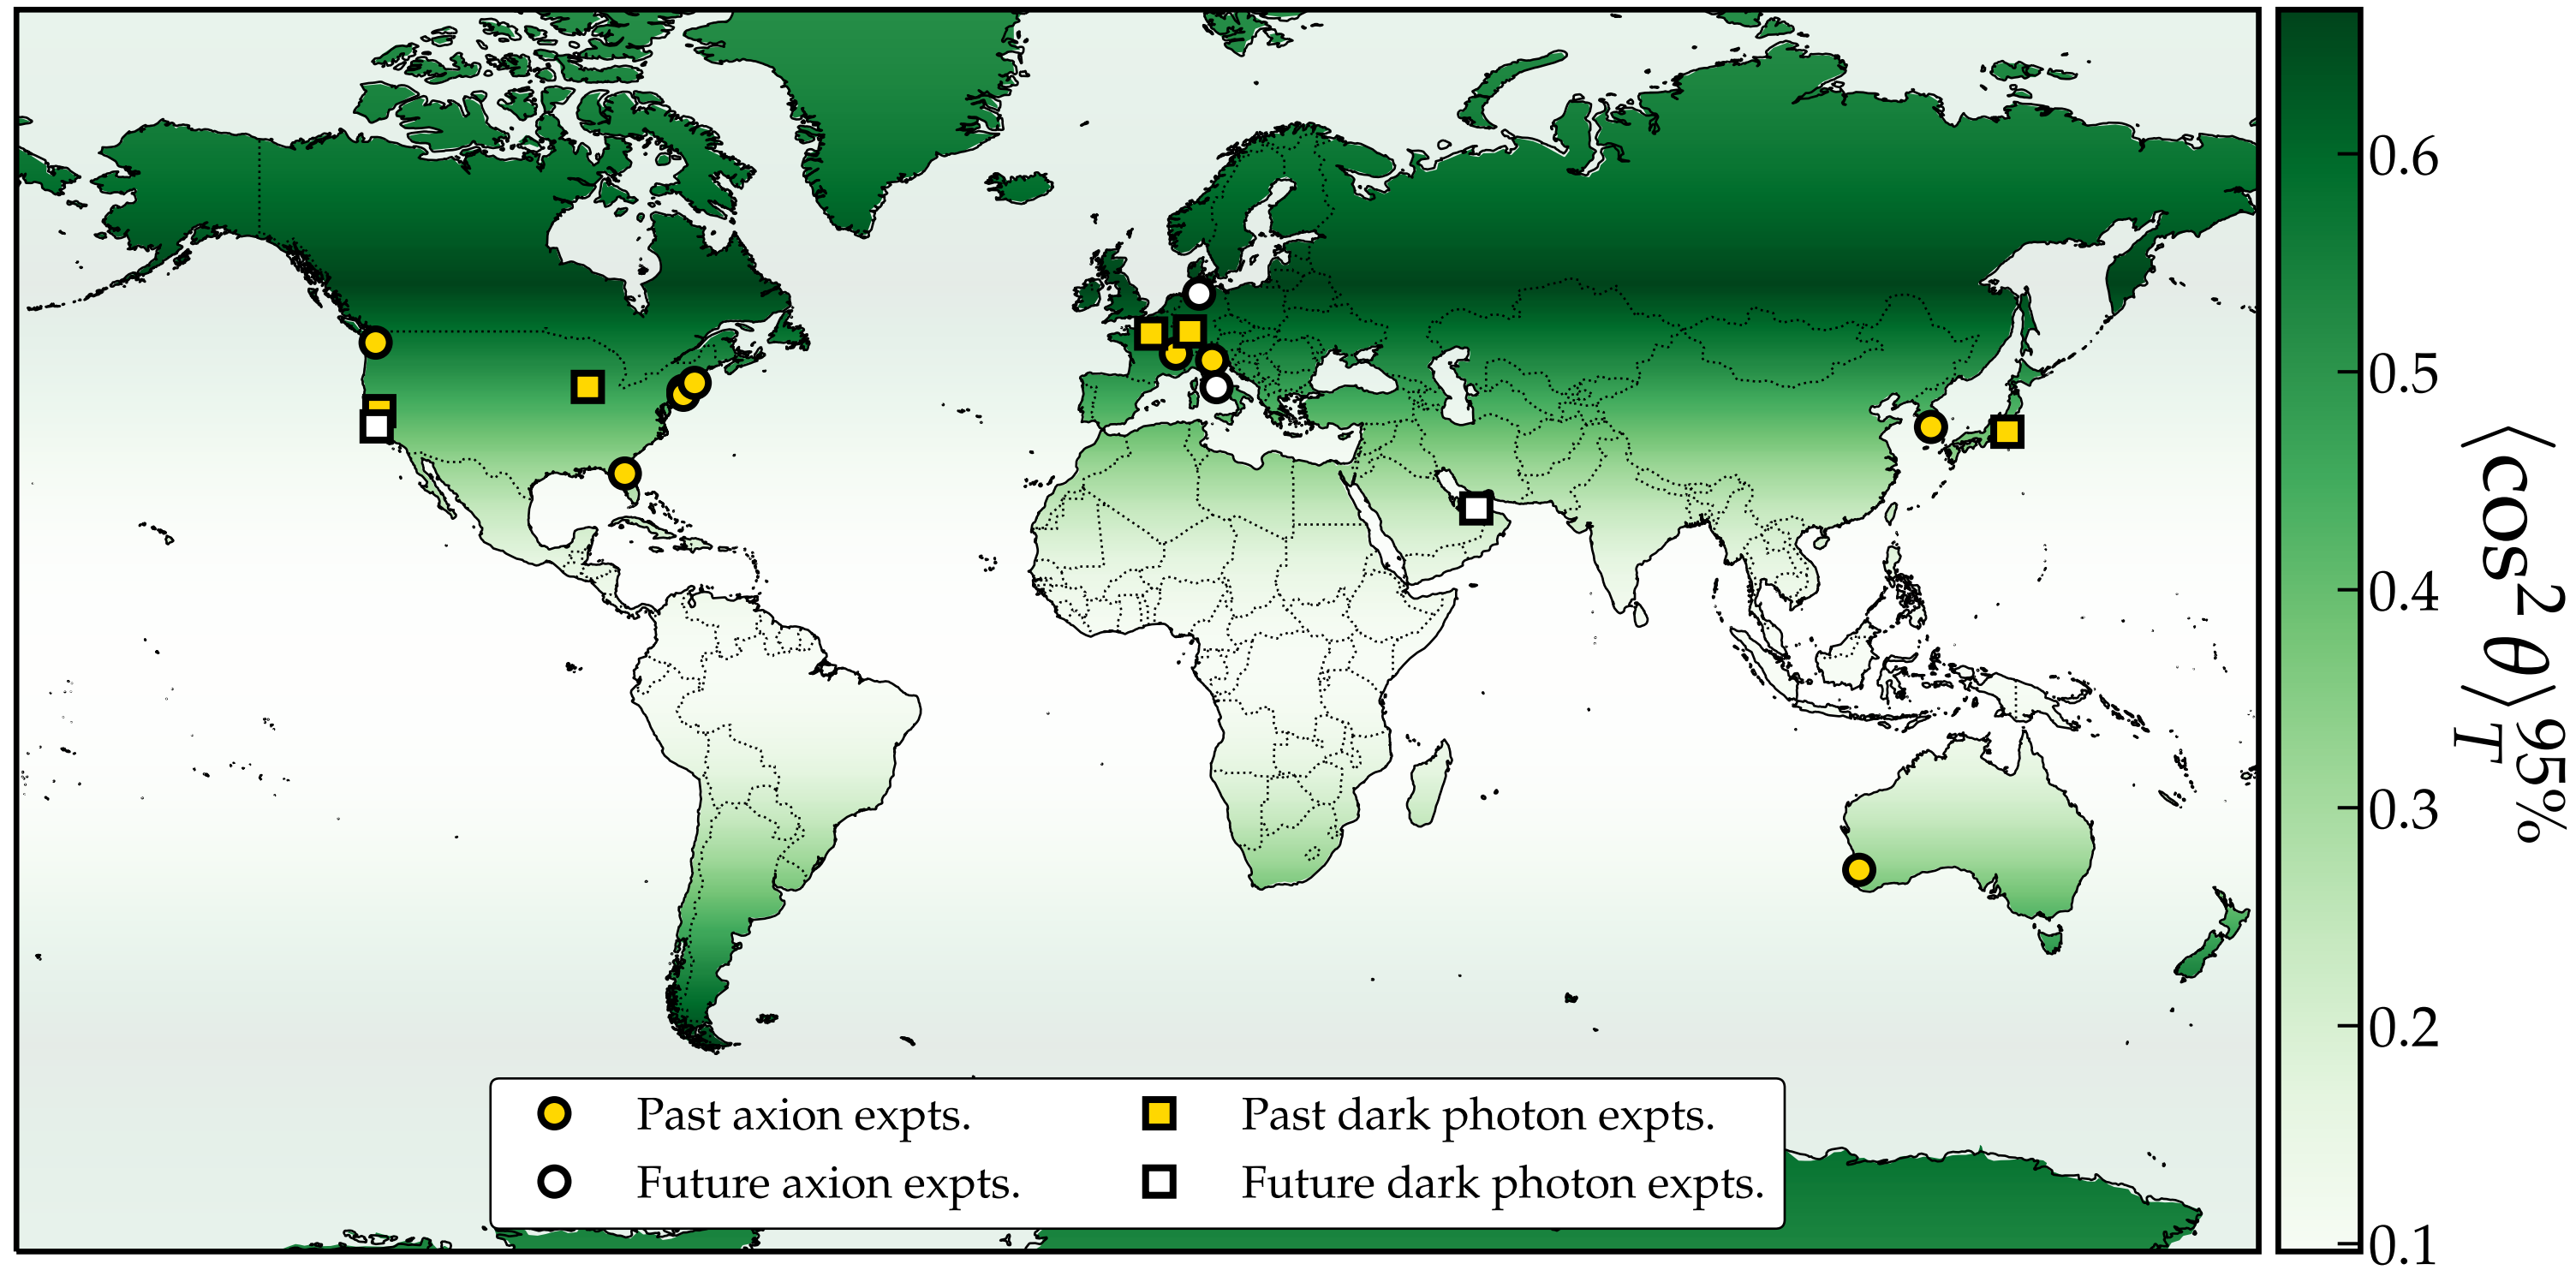 Past axion expts.
Past dark photon expts.
Future axion expts.
Future dark photon expts.
0.6
0.5
0.4
0.3
0.2
0.1
⟨cos² θ⟩_T^95%